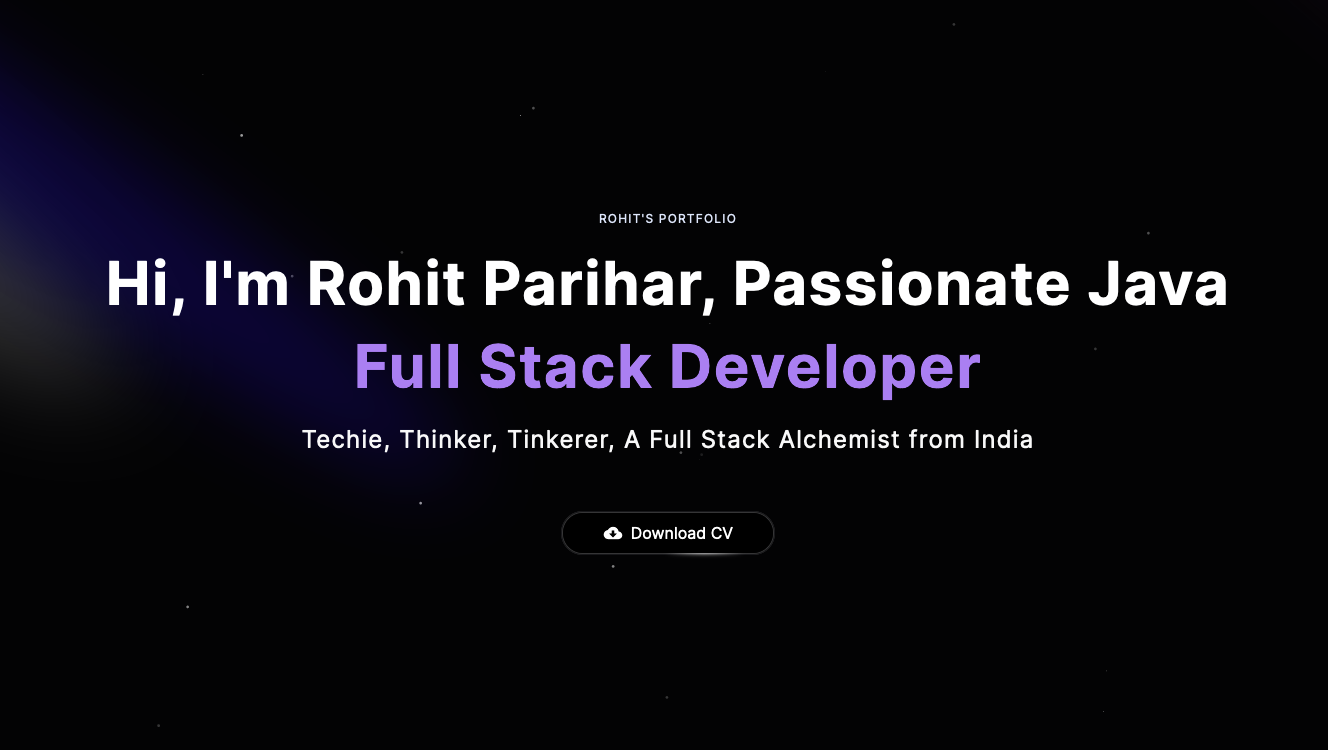 ROHIT'S PORTFOLIO
Hi, I'm Rohit Parihar, Passionate Java
Full Stack Developer
Techie, Thinker, Tinkerer, A Full Stack Alchemist from India
Download CV